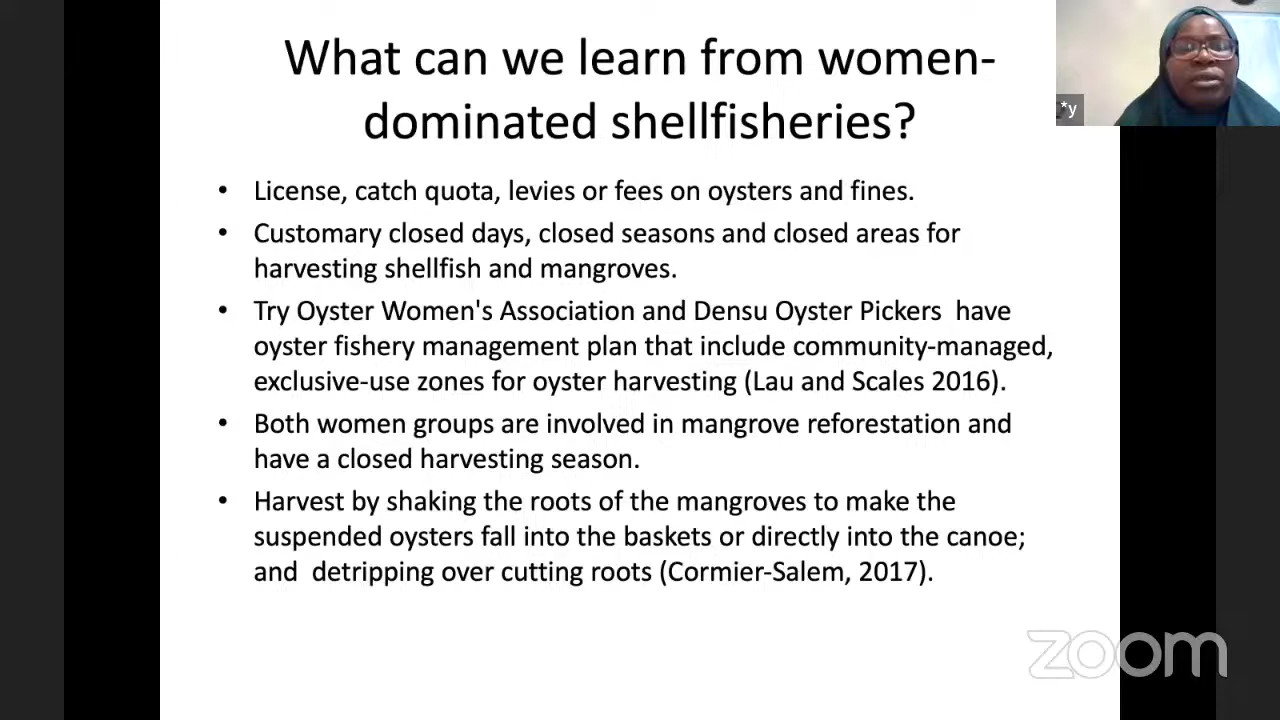 What can we learn from women-
dominated shellfisheries?
*y
• License, catch quota, levies or fees on oysters and fines.
• Customary closed days, closed seasons and closed areas for
harvesting shellfish and mangroves.
• Try Oyster Women's Association and Densu Oyster Pickers have
oyster fishery management plan that include community-managed,
exclusive-use zones for oyster harvesting (Lau and Scales 2016).
• Both women groups are involved in mangrove reforestation and
have a closed harvesting season.
• Harvest by shaking the roots of the mangroves to make the
suspended oysters fall into the baskets or directly into the canoe;
and detripping over cutting roots (Cormier-Salem, 2017).
zoom